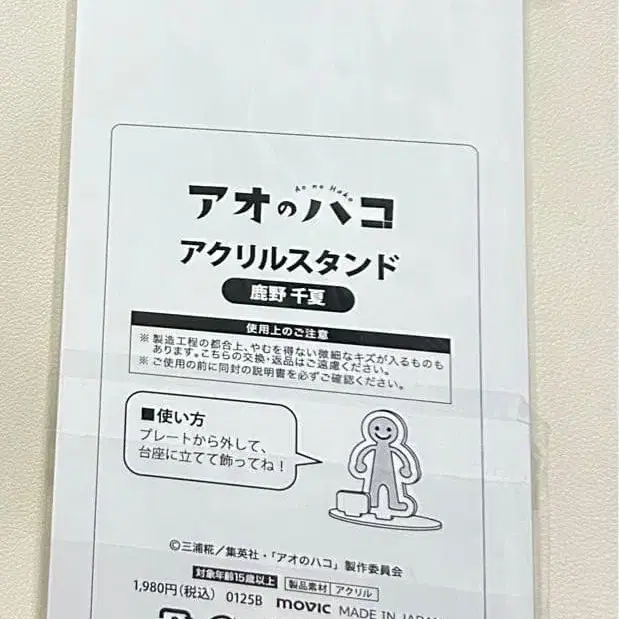 Ao no Hako
アオのハコ
アクリルスタンド
鹿野 千夏
使用上のご注意
※ 製造工程の都合上、やむを得ない微細なキズが入るものも
あります。こちらの交換・返品はご遠慮ください。
※ ご使用の前に同封の説明書を必ずご確認ください。
■使い方
プレートから外して、
台座に立てて飾ってね！
©三浦糀／集英社・「アオのハコ」製作委員会
対象年齢15歳以上 製品素材 アクリル
1,980円（税込） 0125B movic MADE IN JAPAN